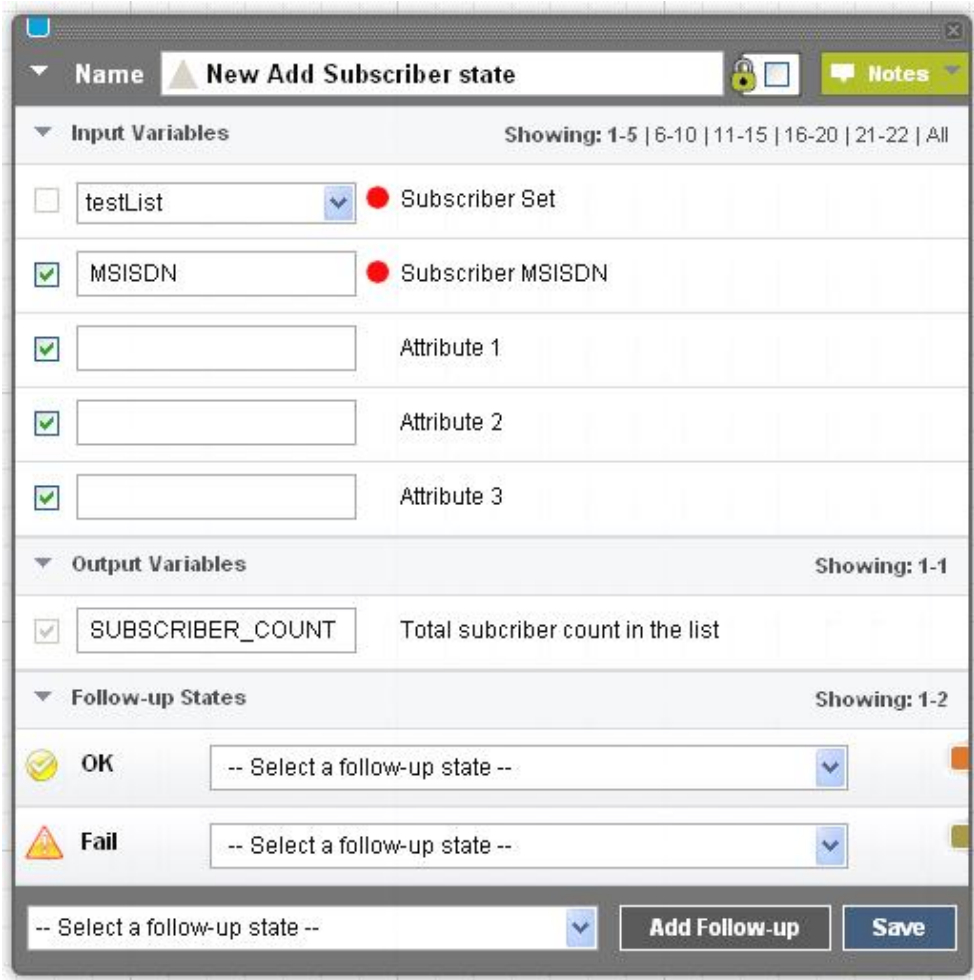 Name New Add Subscriber state Notes
Input Variables Showing: 1-5 | 6-10 | 11-15 | 16-20 | 21-22 | All
testList Subscriber Set
MSISDN Subscriber MSISDN
Attribute 1
Attribute 2
Attribute 3
Output Variables Showing: 1-1
SUBSCRIBER_COUNT Total subcriber count in the list
Follow-up States Showing: 1-2
OK -- Select a follow-up state --
Fail -- Select a follow-up state --
-- Select a follow-up state -- Add Follow-up Save